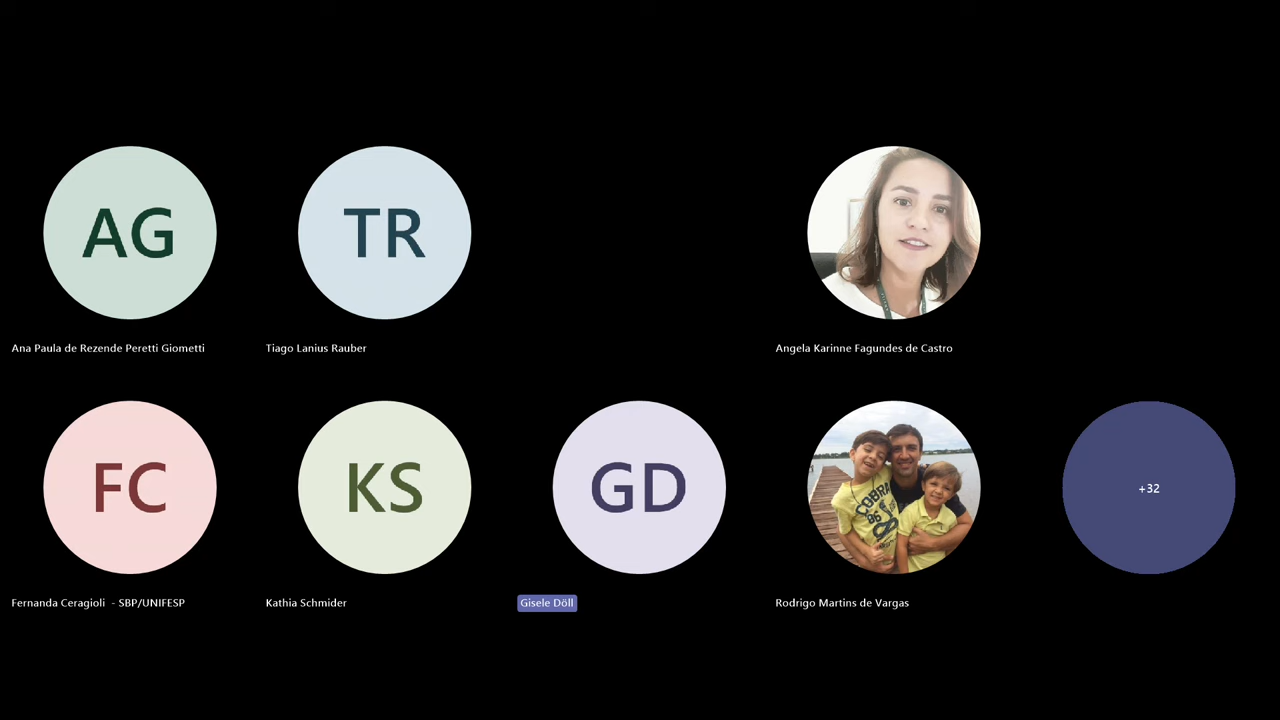 AG
TR
Ana Paula de Rezende Peretti Giometti
Tiago Lanius Rauber
Angela Karinne Fagundes de Castro
FC
KS
GD
COBRA
+32
Fernanda Ceragioli - SBP/UNIFESP
Kathia Schmider
Gisele Döll
Rodrigo Martins de Vargas